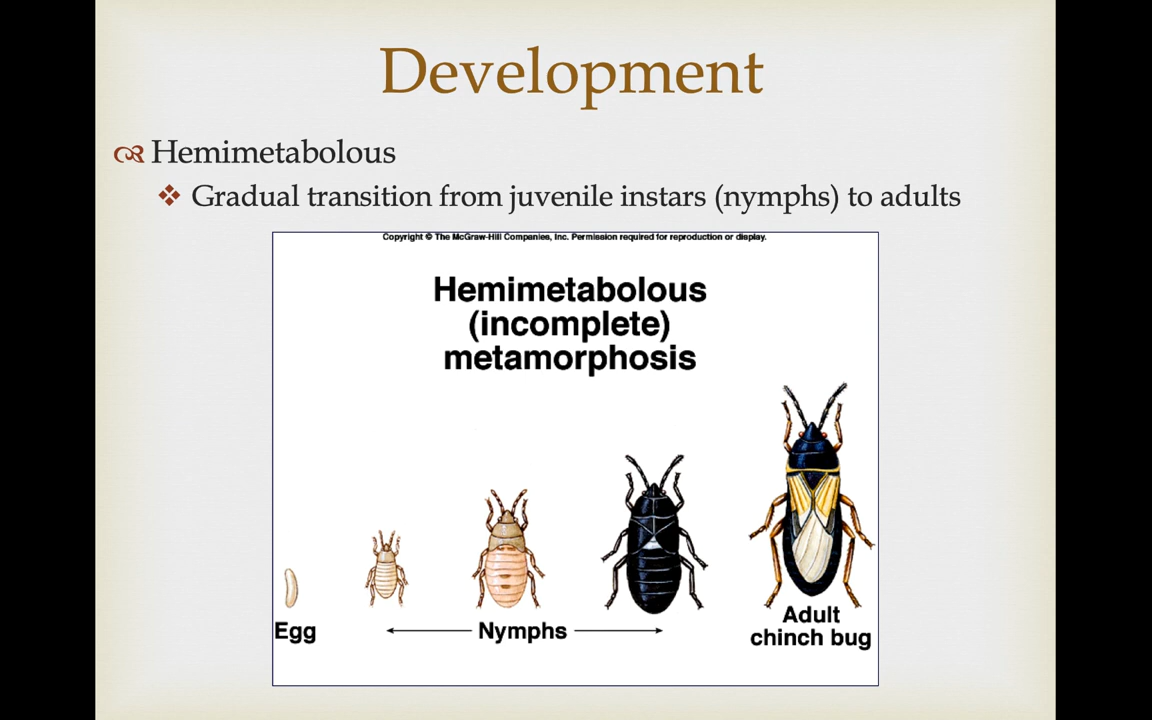 Development
Hemimetabolous
Gradual transition from juvenile instars (nymphs) to adults
Copyright © The McGraw-Hill Companies, Inc. Permission required for reproduction or display.
Hemimetabolous
(incomplete)
metamorphosis
Egg
Nymphs
Adult
chinch bug